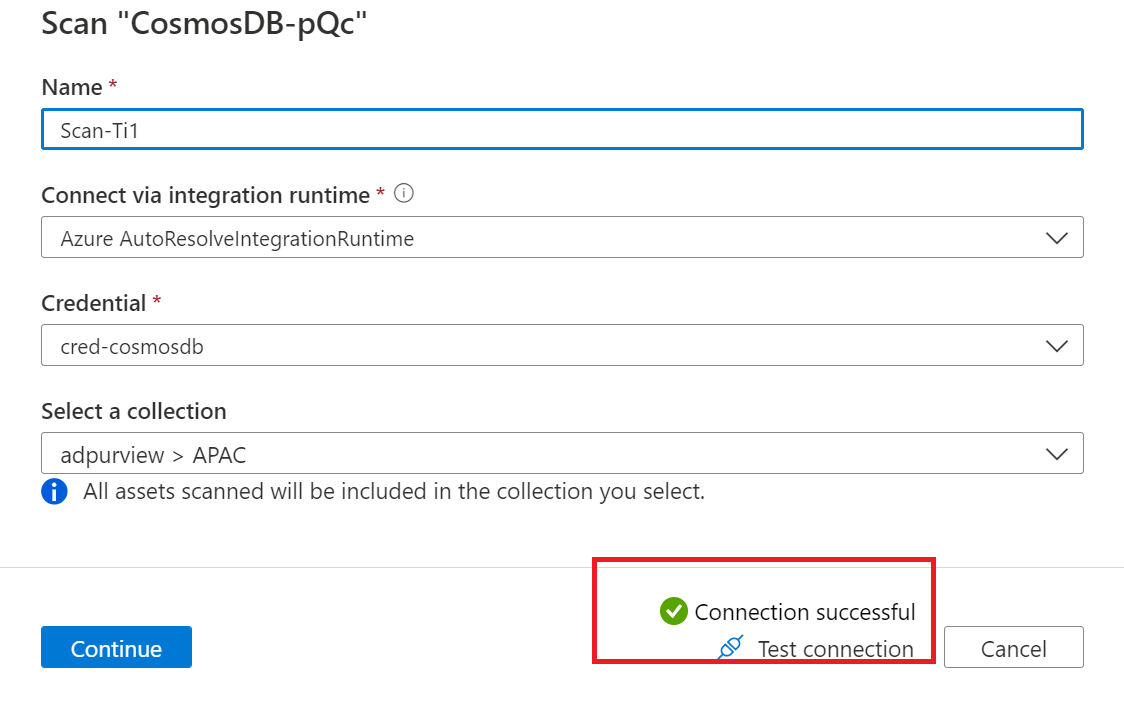 Scan "CosmosDB-pQc"
Name *
Scan-Ti1
Connect via integration runtime *
Azure AutoResolveIntegrationRuntime
Credential *
cred-cosmosdb
Select a collection
adpurview > APAC
All assets scanned will be included in the collection you select.
Connection successful
Continue
Test connection
Cancel